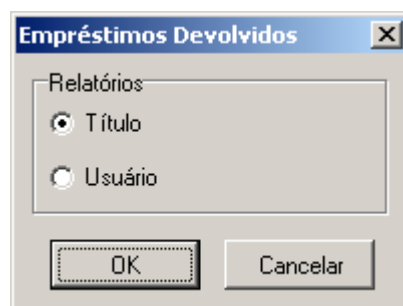 Empréstimos Devolvidos
Relatórios
Título
Usuário
OK
Cancelar